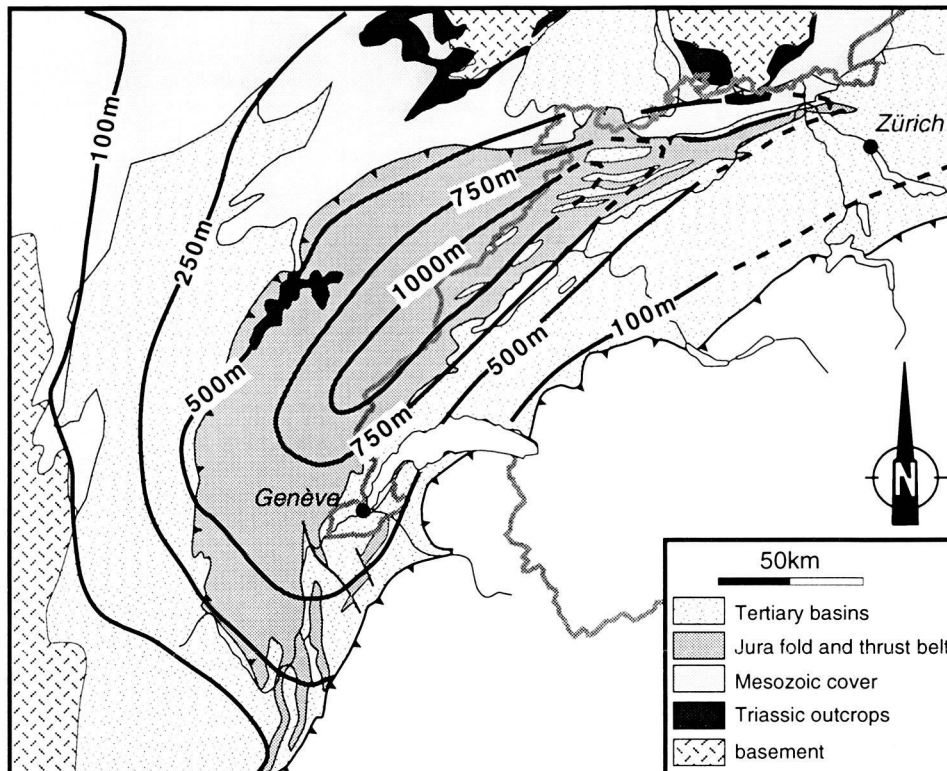 100m
250m
500m
750m
1000m
750m
500m
100m
Zürich
Genève
N
50km
Tertiary basins
Jura fold and thrust belt
Mesozoic cover
Triassic outcrops
basement